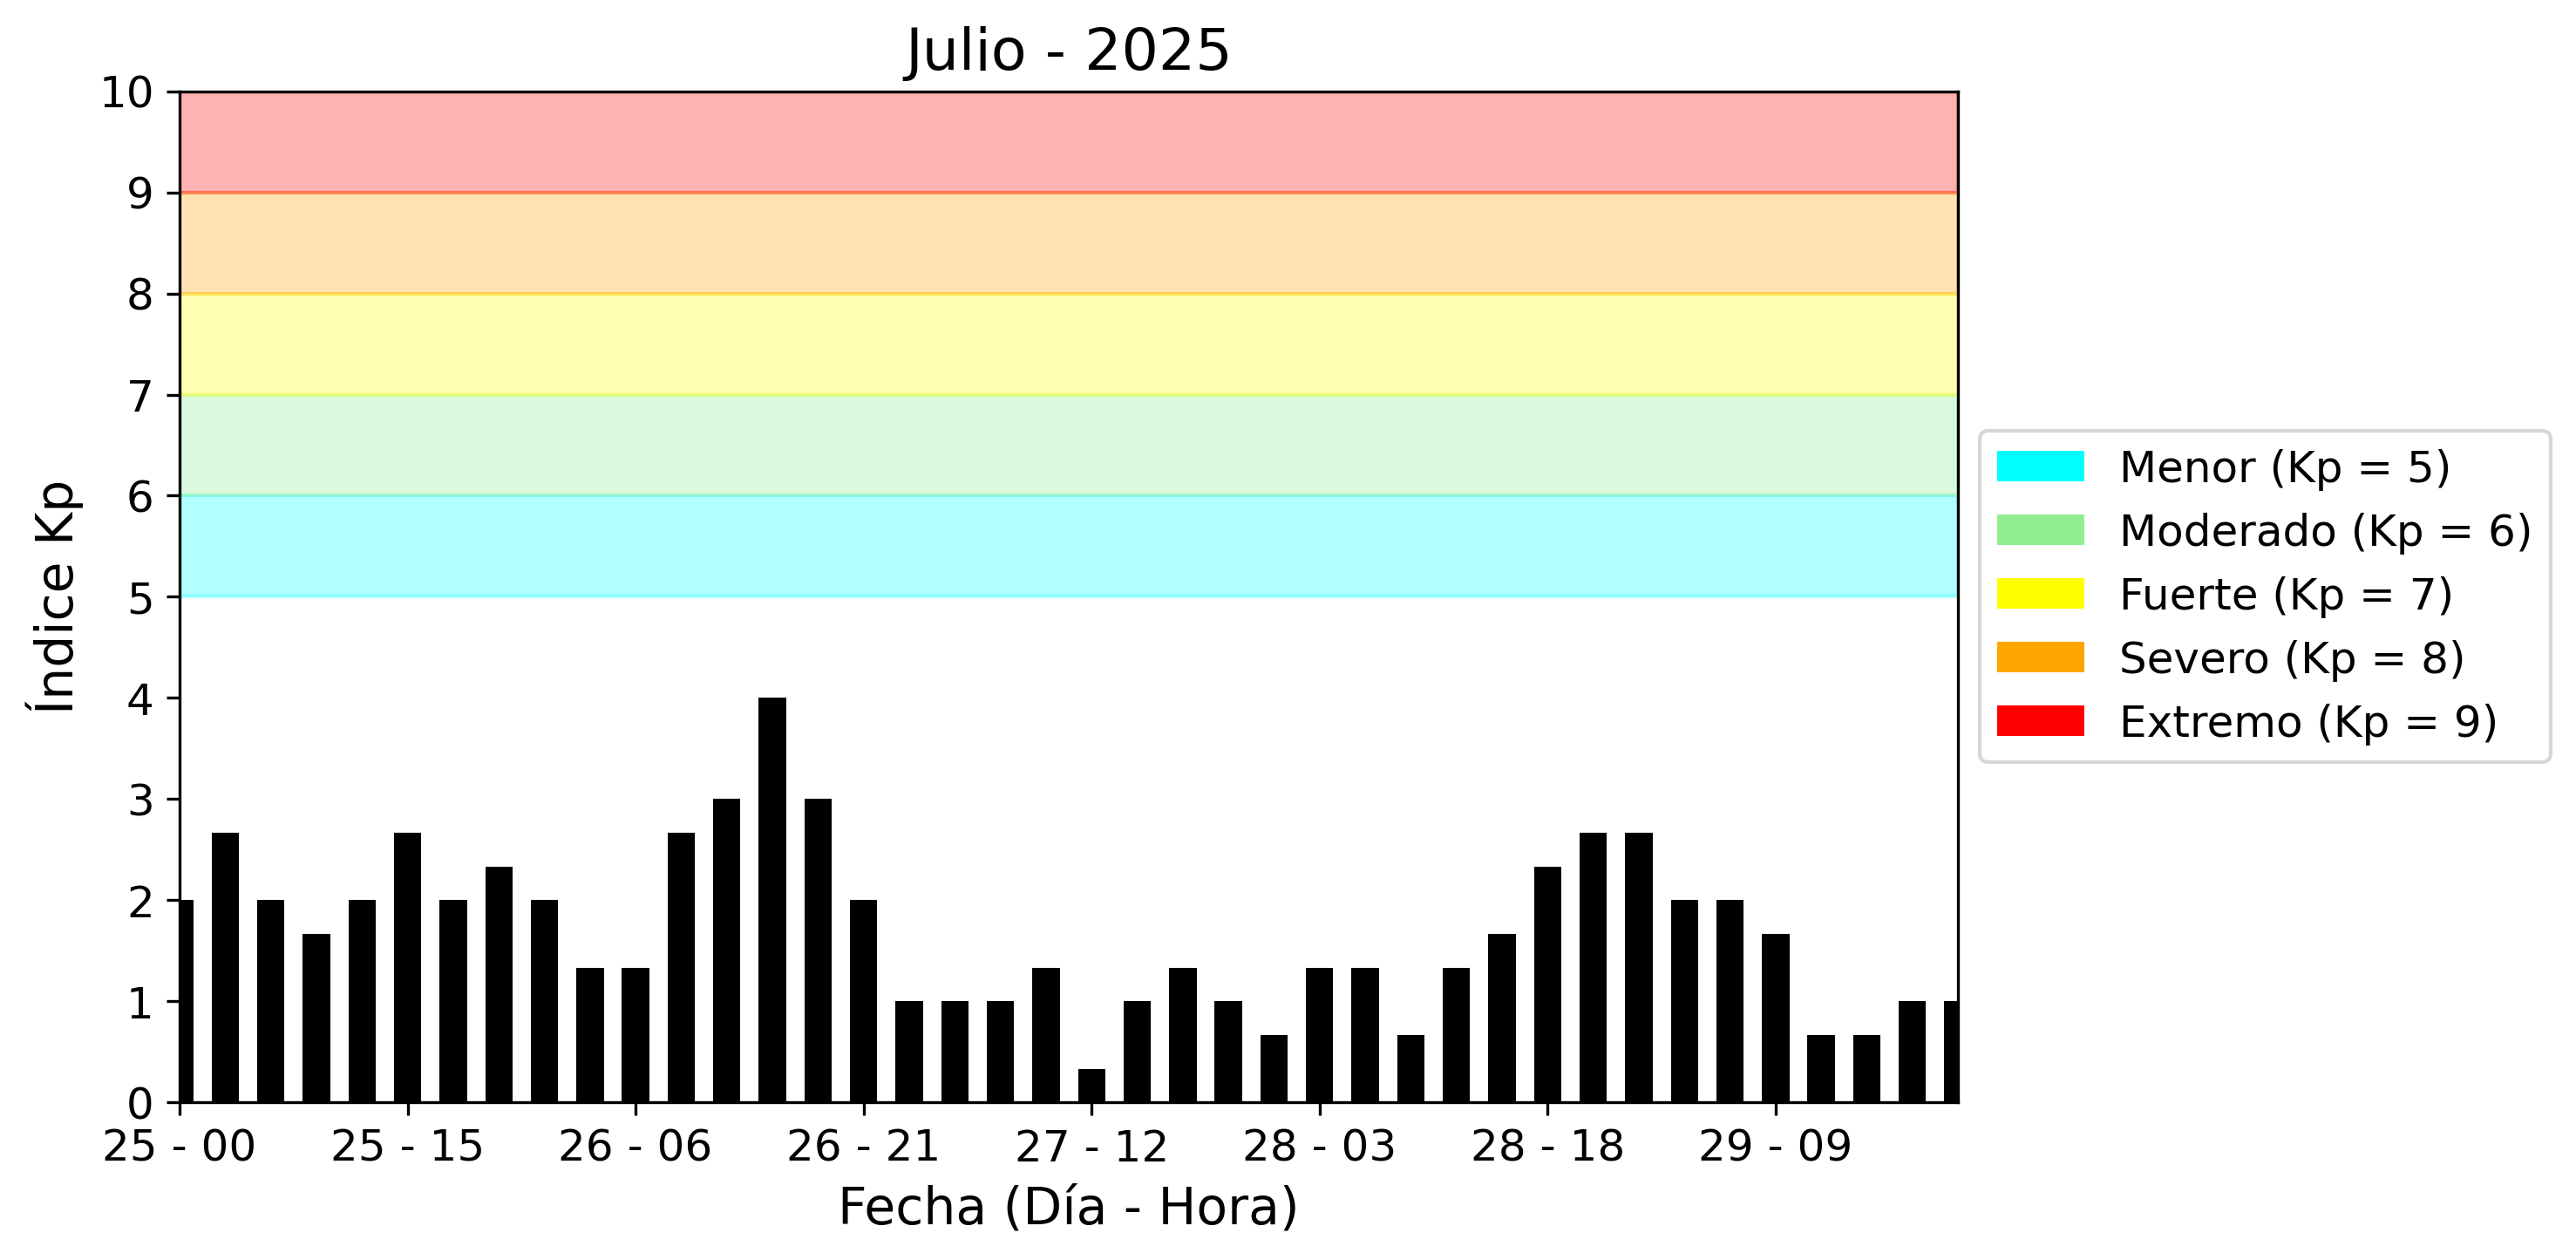 Julio - 2025
10
9
8
7
6
5
4
3
2
1
0
Índice Kp
25 - 00
25 - 15
26 - 06
26 - 21
27 - 12
28 - 03
28 - 18
29 - 09
Fecha (Día - Hora)
Menor (Kp = 5)
Moderado (Kp = 6)
Fuerte (Kp = 7)
Severo (Kp = 8)
Extremo (Kp = 9)